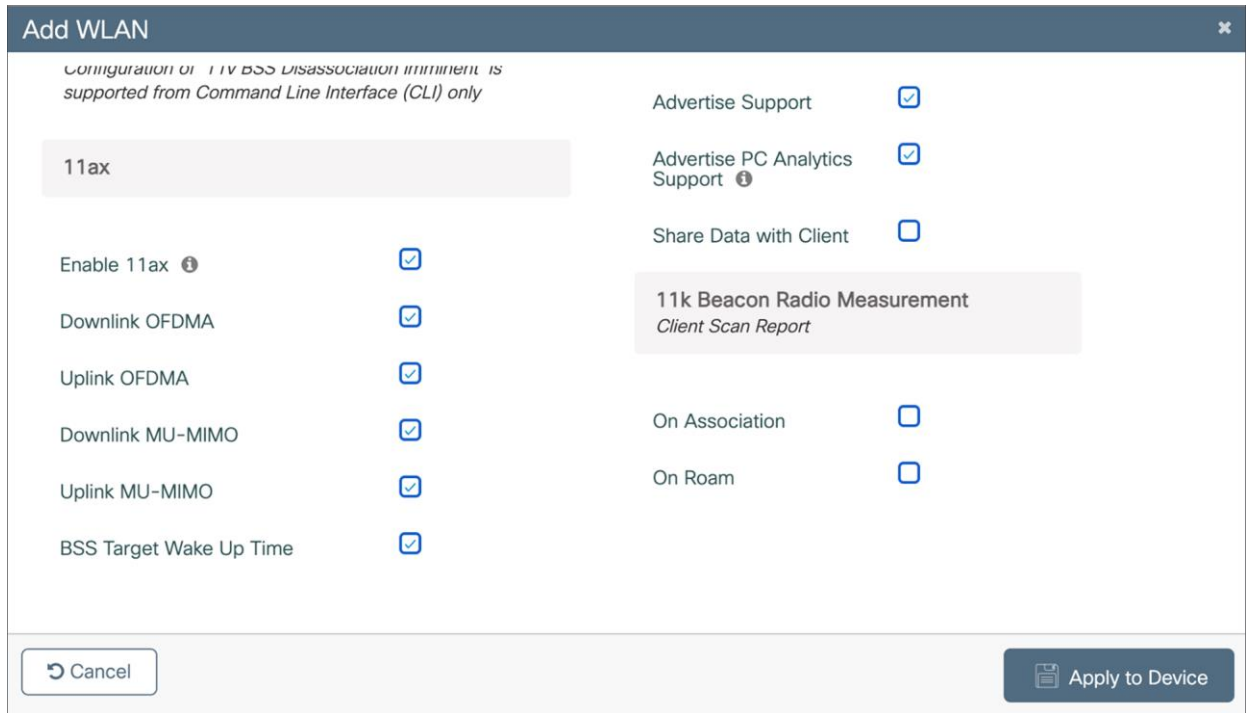 Add WLAN
Configuration of '11v BSS Disassociation Imminent' is
supported from Command Line Interface (CLI) only
11ax
Enable 11ax
Downlink OFDMA
Uplink OFDMA
Downlink MU-MIMO
Uplink MU-MIMO
BSS Target Wake Up Time
Advertise Support
Advertise PC Analytics
Support
Share Data with Client
11k Beacon Radio Measurement
Client Scan Report
On Association
On Roam
Cancel
Apply to Device